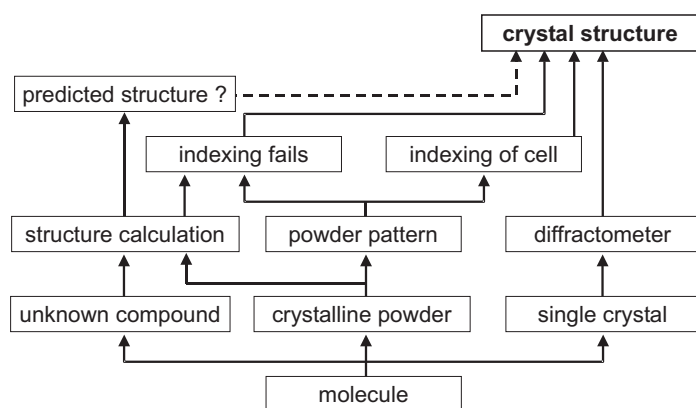 crystal structure
predicted structure ?
indexing fails
indexing of cell
structure calculation
powder pattern
diffractometer
unknown compound
crystalline powder
single crystal
molecule